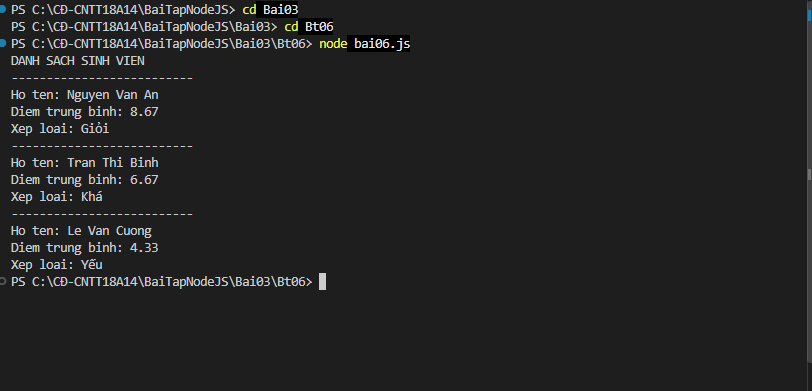 PS C:\CĐ-CNTT18A14\BaiTapNodeJS> cd Bai03
PS C:\CĐ-CNTT18A14\BaiTapNodeJS\Bai03> cd Bt06
PS C:\CĐ-CNTT18A14\BaiTapNodeJS\Bai03\Bt06> node bai06.js
DANH SACH SINH VIEN
--------------------------
Ho ten: Nguyen Van An
Diem trung binh: 8.67
Xep loai: Giỏi
--------------------------
Ho ten: Tran Thi Binh
Diem trung binh: 6.67
Xep loai: Khá
--------------------------
Ho ten: Le Van Cuong
Diem trung binh: 4.33
Xep loai: Yếu
PS C:\CĐ-CNTT18A14\BaiTapNodeJS\Bai03\Bt06>